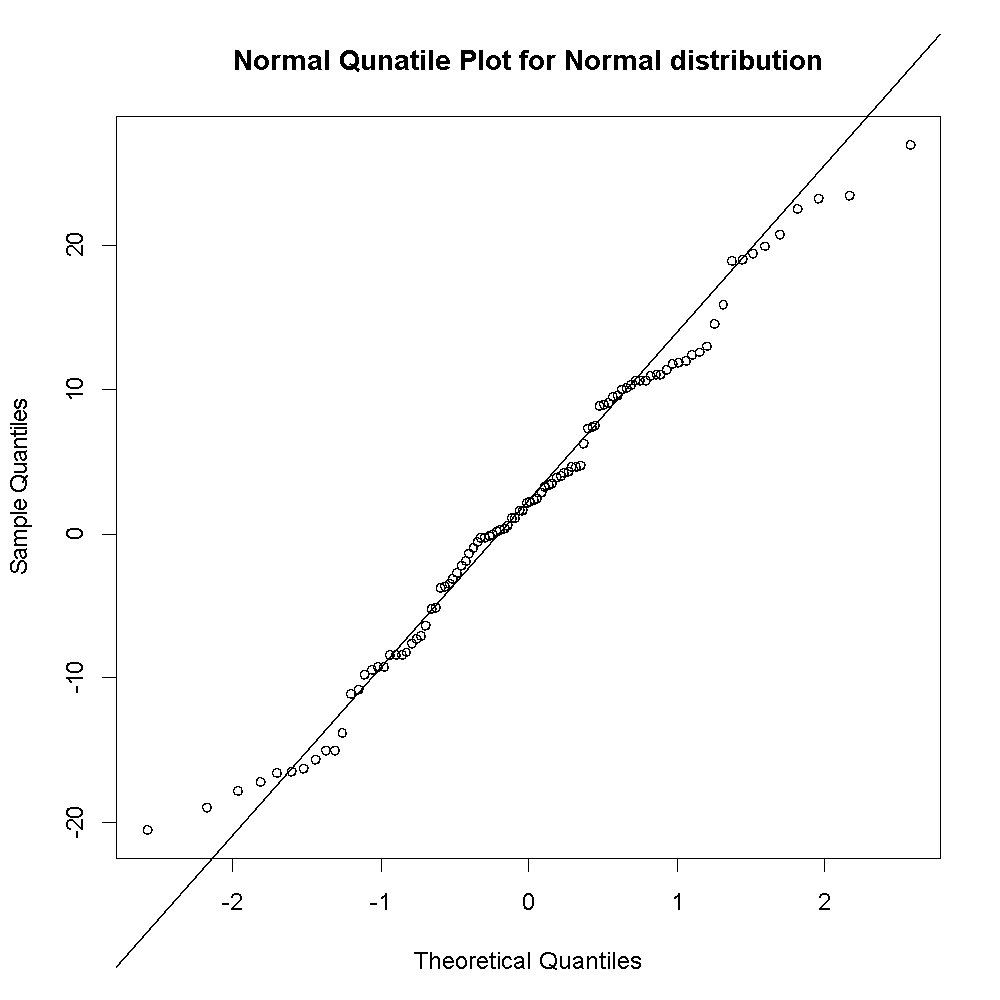 Normal Qunatile Plot for Normal distribution
Sample Quantiles
20
10
0
-10
-20
-2 -1 0 1 2
Theoretical Quantiles